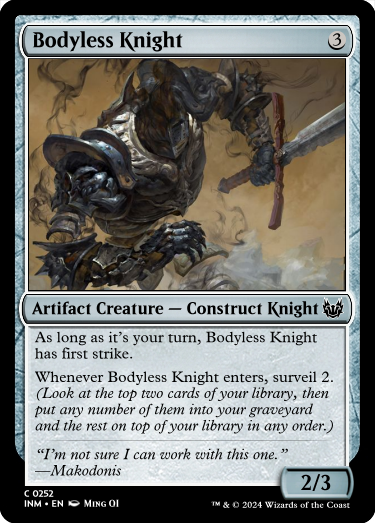 Bodyless Knight 3
Artifact Creature — Construct Knight
As long as it's your turn, Bodyless Knight
has first strike.
Whenever Bodyless Knight enters, surveil 2.
(Look at the top two cards of your library, then
put any number of them into your graveyard
and the rest on top of your library in any order.)
"I'm not sure I can work with this one."
—Makodonis
2/3
C 0252
INM • EN Ming OI
™ & © 2024 Wizards of the Coast